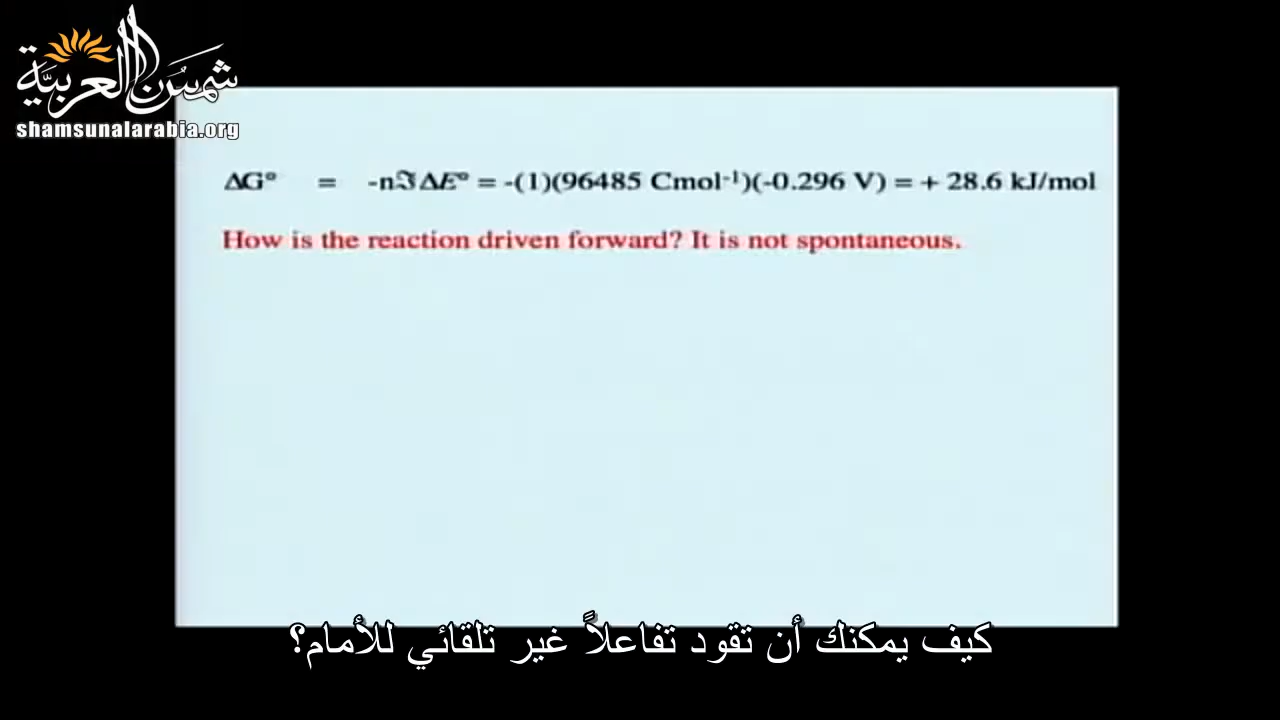 شمس العربية
shamsunalarabia.org
ΔG° = -nℑΔE° = -(1)(96485 Cmol⁻¹)(-0.296 V) = + 28.6 kJ/mol
How is the reaction driven forward? It is not spontaneous.
كيف يمكنك أن تقود تفاعلاً غير تلقائي للأمام؟